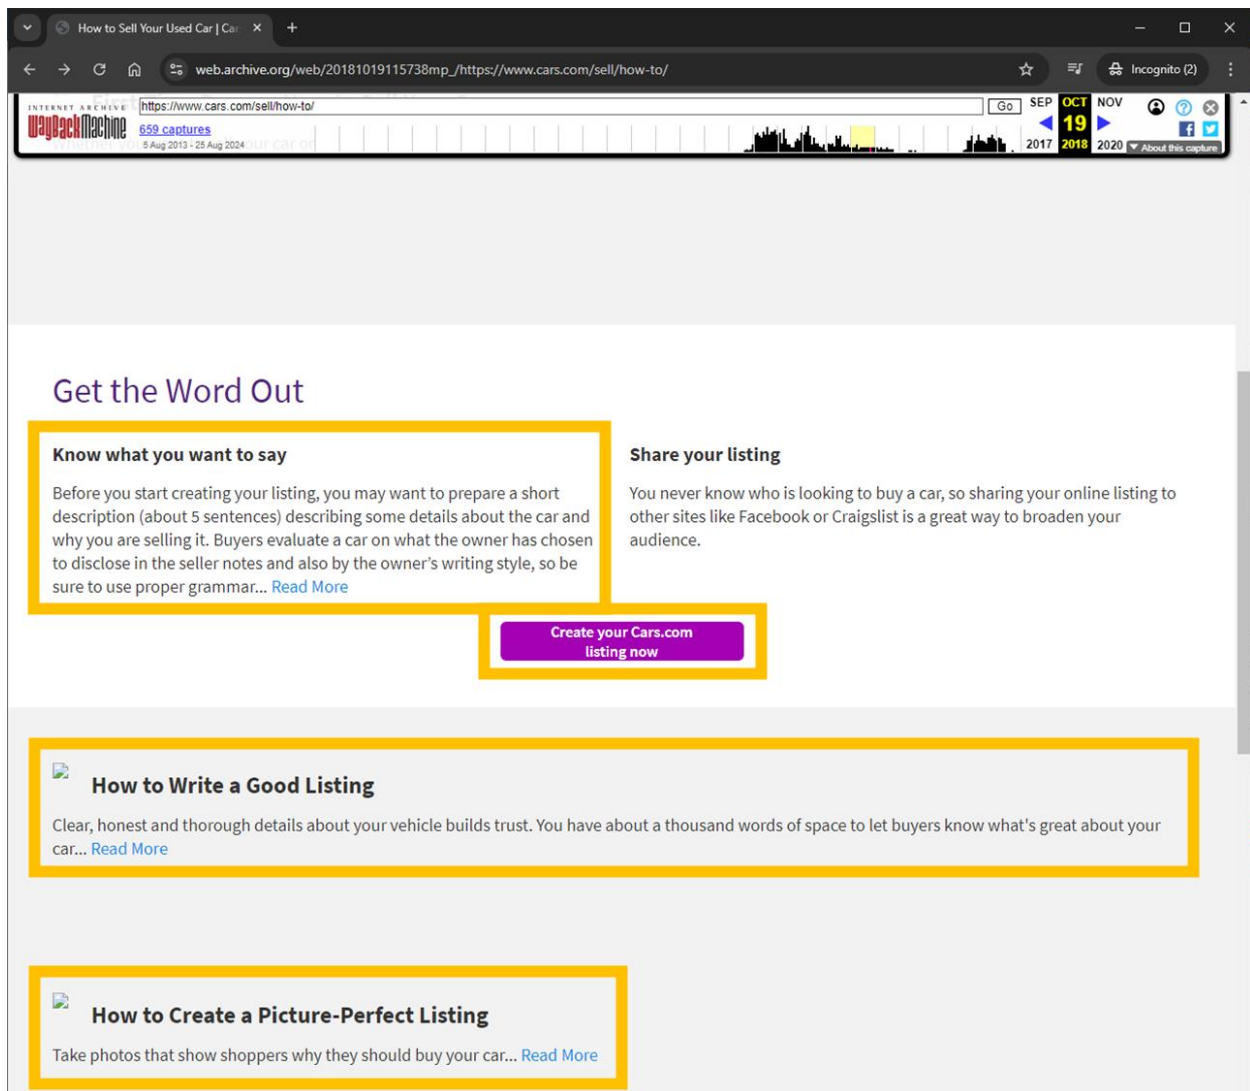 How to Sell Your Used Car | Car
web.archive.org/web/20181019115738mp_/https://www.cars.com/sell/how-to/
Incognito (2)
INTERNET ARCHIVE
WayBackMachine
https://www.cars.com/sell/how-to/
Go
SEP OCT NOV
659 captures
19
5 Aug 2013 - 25 Aug 2024
2017 2018 2020
About this capture
Get the Word Out
Know what you want to say
Before you start creating your listing, you may want to prepare a short
description (about 5 sentences) describing some details about the car and
why you are selling it. Buyers evaluate a car on what the owner has chosen
to disclose in the seller notes and also by the owner's writing style, so be
sure to use proper grammar... Read More
Share your listing
You never know who is looking to buy a car, so sharing your online listing to
other sites like Facebook or Craigslist is a great way to broaden your
audience.
Create your Cars.com
listing now
How to Write a Good Listing
Clear, honest and thorough details about your vehicle builds trust. You have about a thousand words of space to let buyers know what's great about your
car... Read More
How to Create a Picture-Perfect Listing
Take photos that show shoppers why they should buy your car... Read More